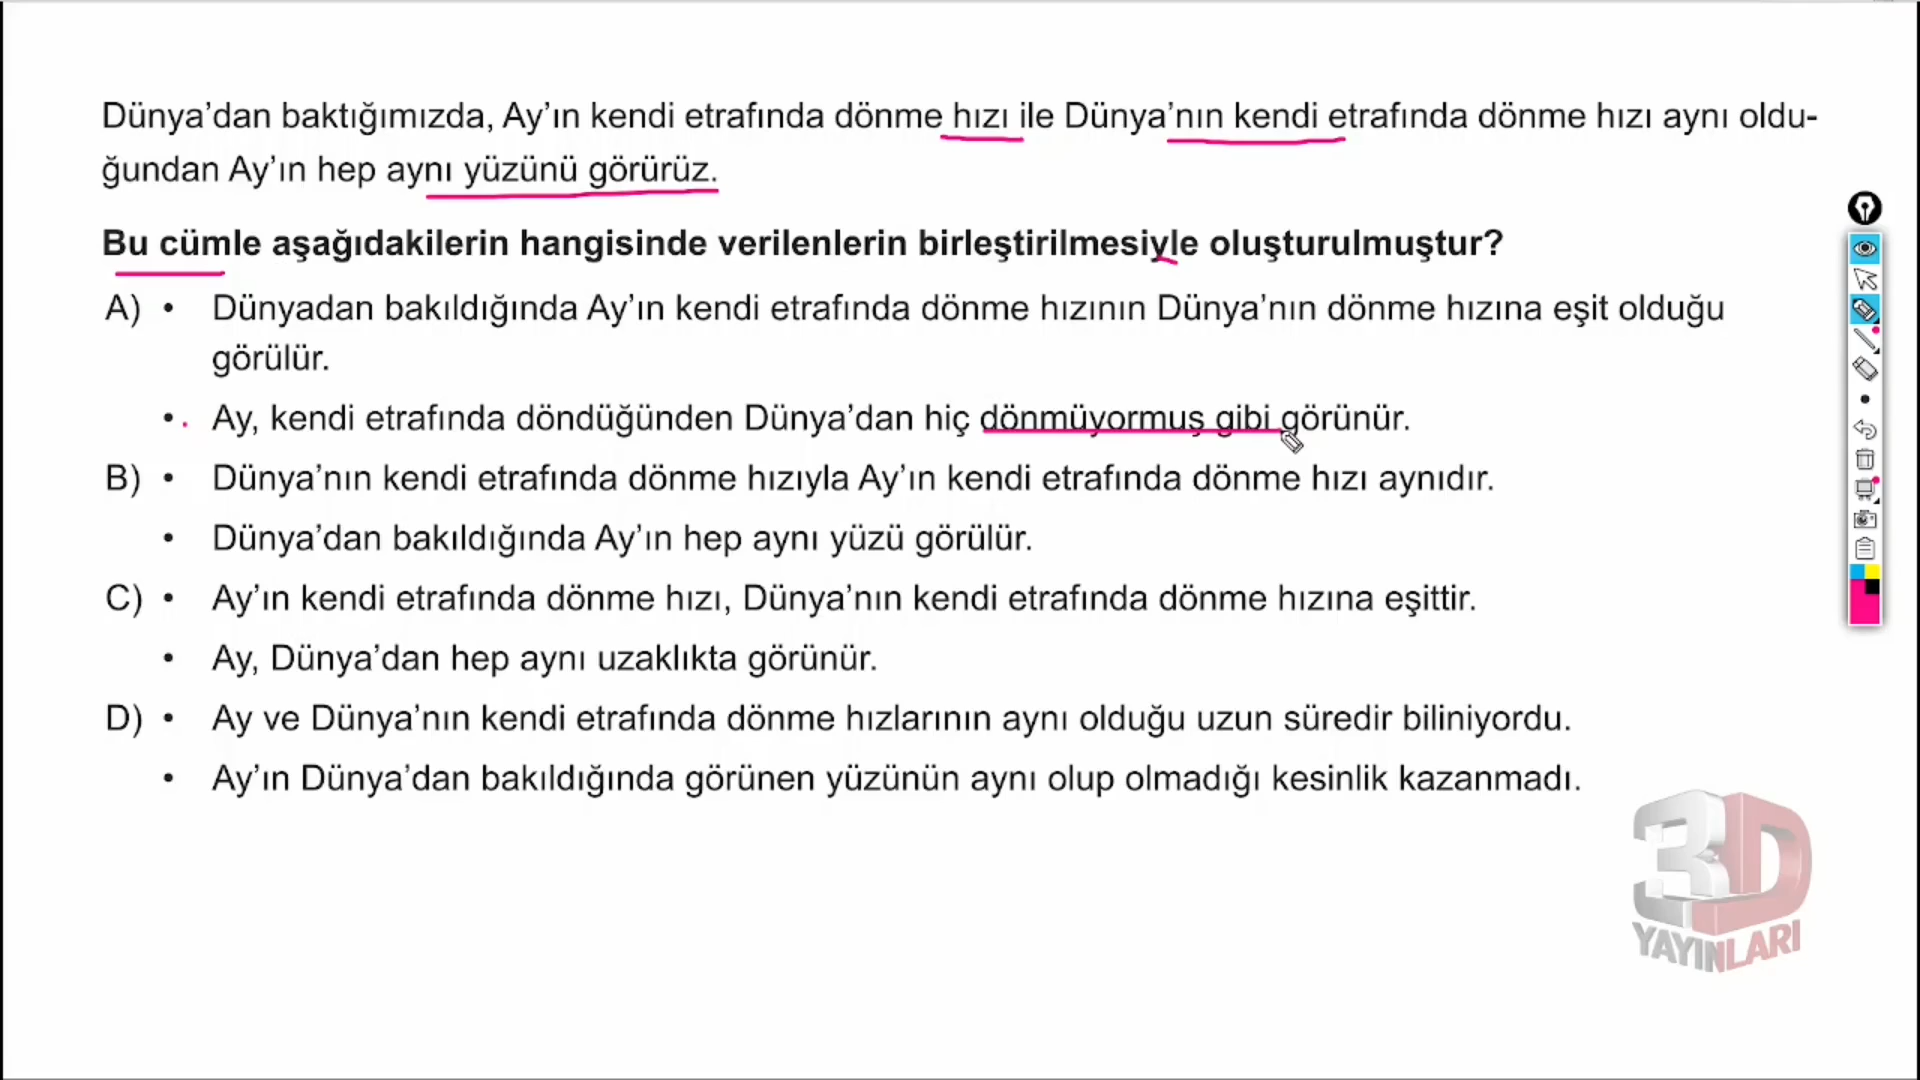 Dünya’dan baktığımızda, Ay’ın kendi etrafında dönme hızı ile Dünya’nın kendi etrafında dönme hızı aynı oldu-
ğundan Ay’ın hep aynı yüzünü görürüz.
Bu cümle aşağıdakilerin hangisinde verilenlerin birleştirilmesiyle oluşturulmuştur?
A) • Dünyadan bakıldığında Ay’ın kendi etrafında dönme hızının Dünya’nın dönme hızına eşit olduğu
görülür.
• Ay, kendi etrafında döndüğünden Dünya’dan hiç dönmüyormuş gibi görünür.
B) • Dünya’nın kendi etrafında dönme hızıyla Ay’ın kendi etrafında dönme hızı aynıdır.
• Dünya’dan bakıldığında Ay’ın hep aynı yüzü görülür.
C) • Ay’ın kendi etrafında dönme hızı, Dünya’nın kendi etrafında dönme hızına eşittir.
• Ay, Dünya’dan hep aynı uzaklıkta görünür.
D) • Ay ve Dünya’nın kendi etrafında dönme hızlarının aynı olduğu uzun süredir biliniyordu.
• Ay’ın Dünya’dan bakıldığında görünen yüzünün aynı olup olmadığı kesinlik kazanmadı.
3D
YAYINLARI